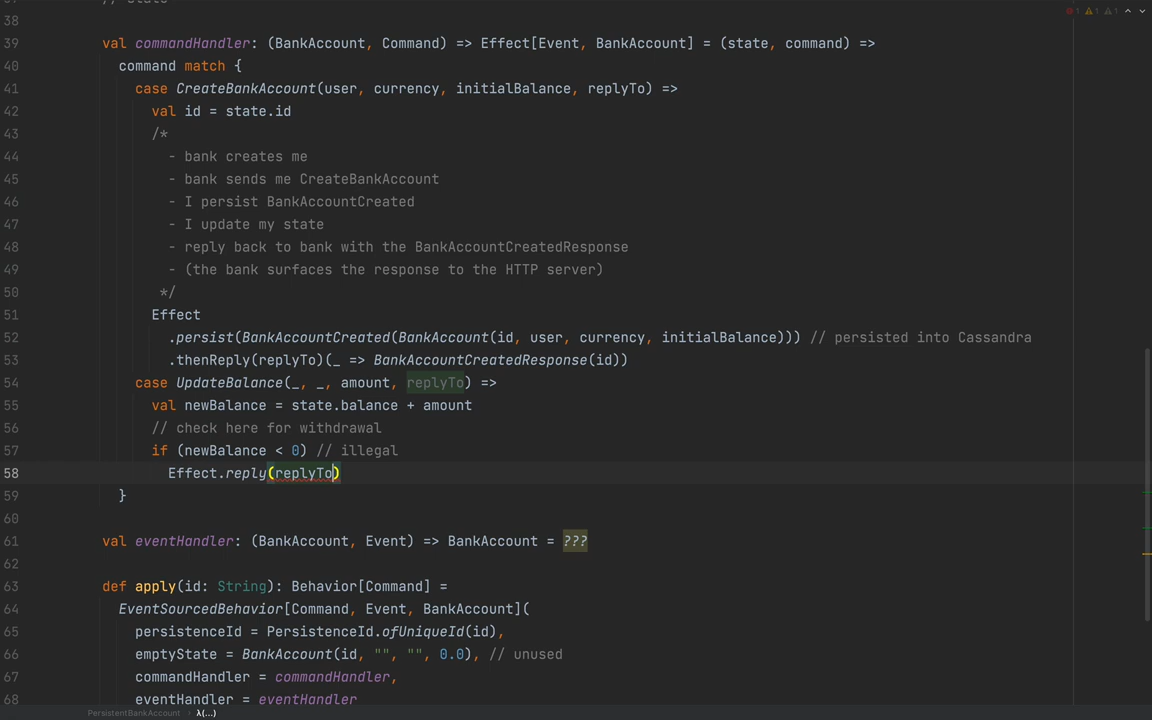 38
39 val commandHandler: (BankAccount, Command) => Effect[Event, BankAccount] = (state, command) =>
40 command match {
41 case CreateBankAccount(user, currency, initialBalance, replyTo) =>
42 val id = state.id
43 /*
44 - bank creates me
45 - bank sends me CreateBankAccount
46 - I persist BankAccountCreated
47 - I update my state
48 - reply back to bank with the BankAccountCreatedResponse
49 - (the bank surfaces the response to the HTTP server)
50 */
51 Effect
52 .persist(BankAccountCreated(BankAccount(id, user, currency, initialBalance))) // persisted into Cassandra
53 .thenReply(replyTo)(_ => BankAccountCreatedResponse(id))
54 case UpdateBalance(_, _, amount, replyTo) =>
55 val newBalance = state.balance + amount
56 // check here for withdrawal
57 if (newBalance < 0) // illegal
58 Effect.reply(replyTo)
59 }
60
61 val eventHandler: (BankAccount, Event) => BankAccount = ???
62
63 def apply(id: String): Behavior[Command] =
64 EventSourcedBehavior[Command, Event, BankAccount](
65 persistenceId = PersistenceId.ofUniqueId(id),
66 emptyState = BankAccount(id, "", "", 0.0), // unused
67 commandHandler = commandHandler,
68 eventHandler = eventHandler
PersistentBankAccount > λ(...)